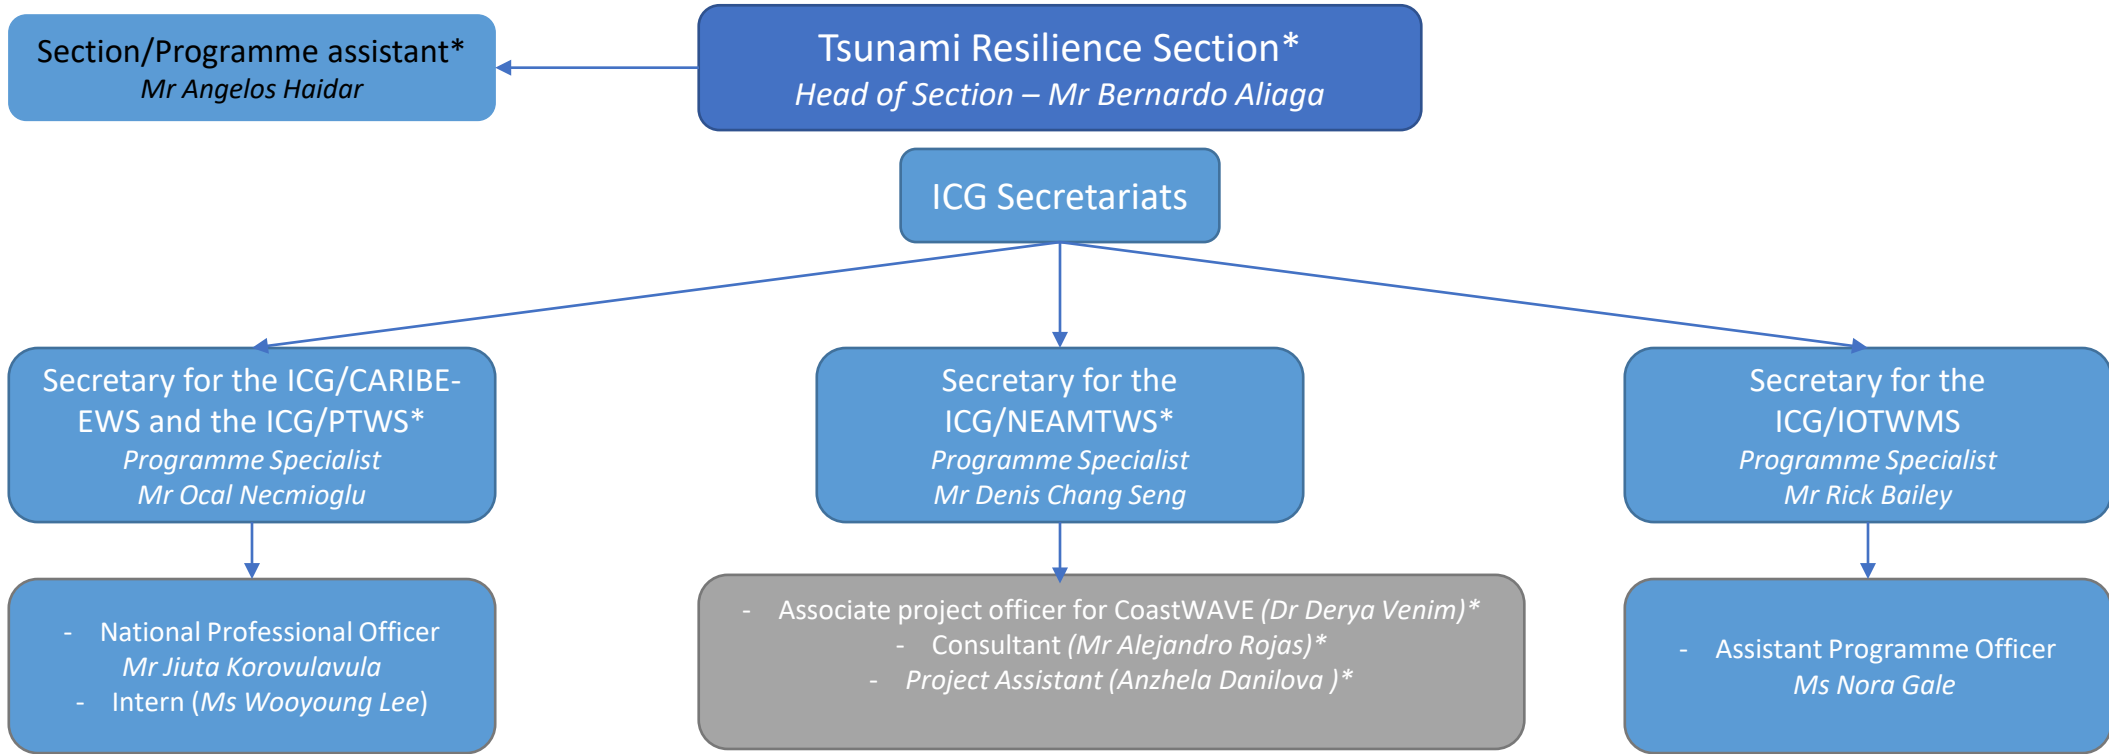 Section/Programme assistant*
Mr Angelos Haidar
Tsunami Resilience Section*
Head of Section – Mr Bernardo Aliaga
ICG Secretariats
Secretary for the ICG/CARIBE-
EWS and the ICG/PTWS*
Programme Specialist
Mr Ocal Necmioglu
Secretary for the
ICG/NEAMTWS*
Programme Specialist
Mr Denis Chang Seng
Secretary for the
ICG/IOTWMS
Programme Specialist
Mr Rick Bailey
- National Professional Officer
Mr Jiuta Korovulavula
- Intern (Ms Wooyoung Lee)
- Associate project officer for CoastWAVE (Dr Derya Venim)*
- Consultant (Mr Alejandro Rojas)*
- Project Assistant (Anzhela Danilova )*
- Assistant Programme Officer
Ms Nora Gale